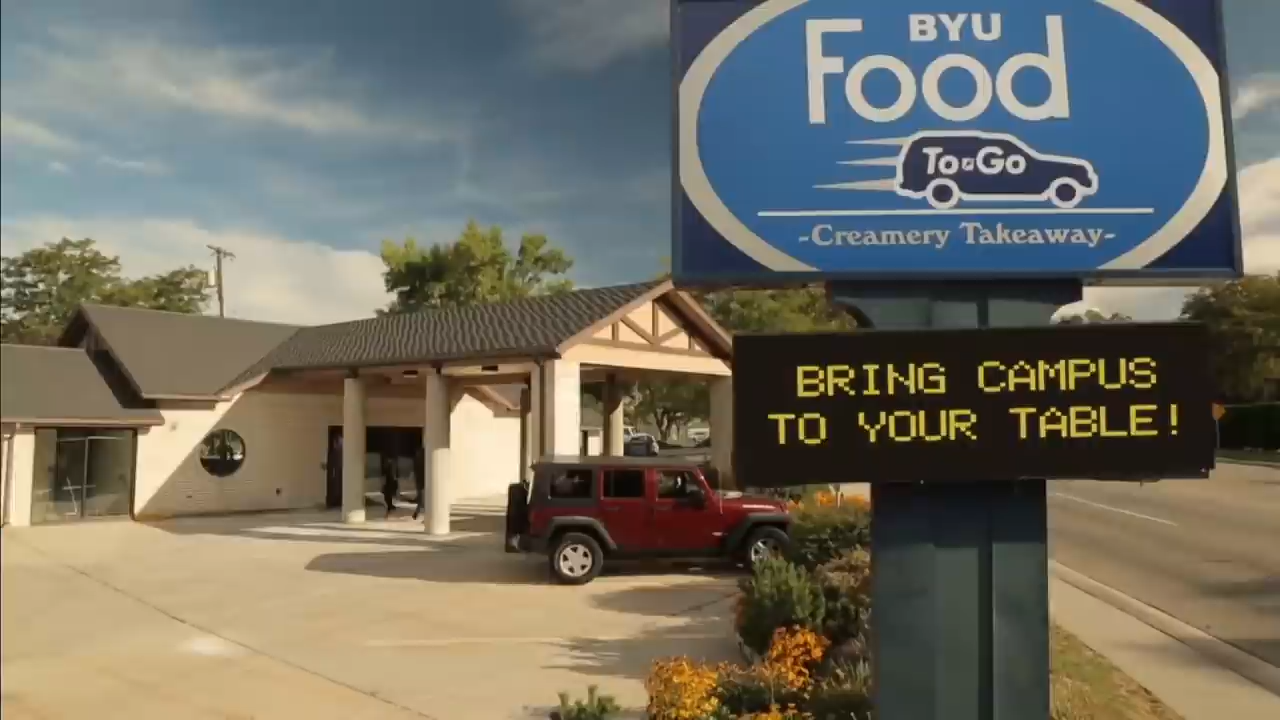 BYU
Food
To Go
-Creamery Takeaway-
BRING CAMPUS
TO YOUR TABLE!